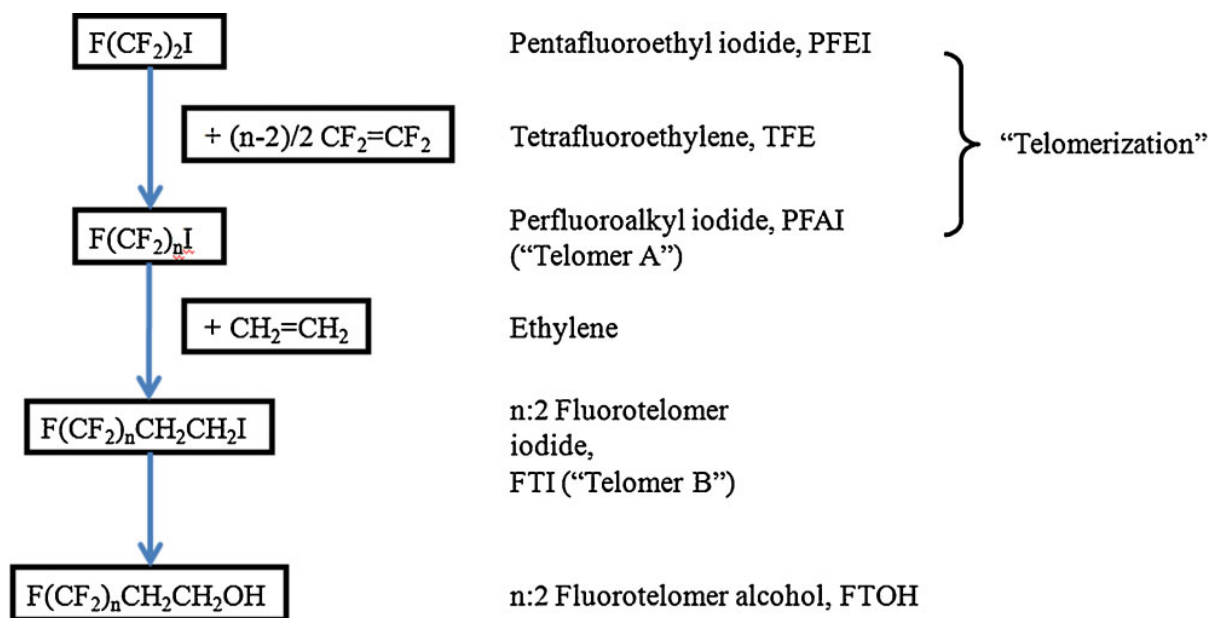 F(CF₂)₂I
Pentafluoroethyl iodide, PFEI
+ (n-2)/2 CF₂=CF₂
Tetrafluoroethylene, TFE
“Telomerization”
F(CF₂)ₙI
Perfluoroalkyl iodide, PFAI
(“Telomer A”)
+ CH₂=CH₂
Ethylene
F(CF₂)ₙCH₂CH₂I
n:2 Fluorotelomer
iodide,
FTI (“Telomer B”)
F(CF₂)ₙCH₂CH₂OH
n:2 Fluorotelomer alcohol, FTOH